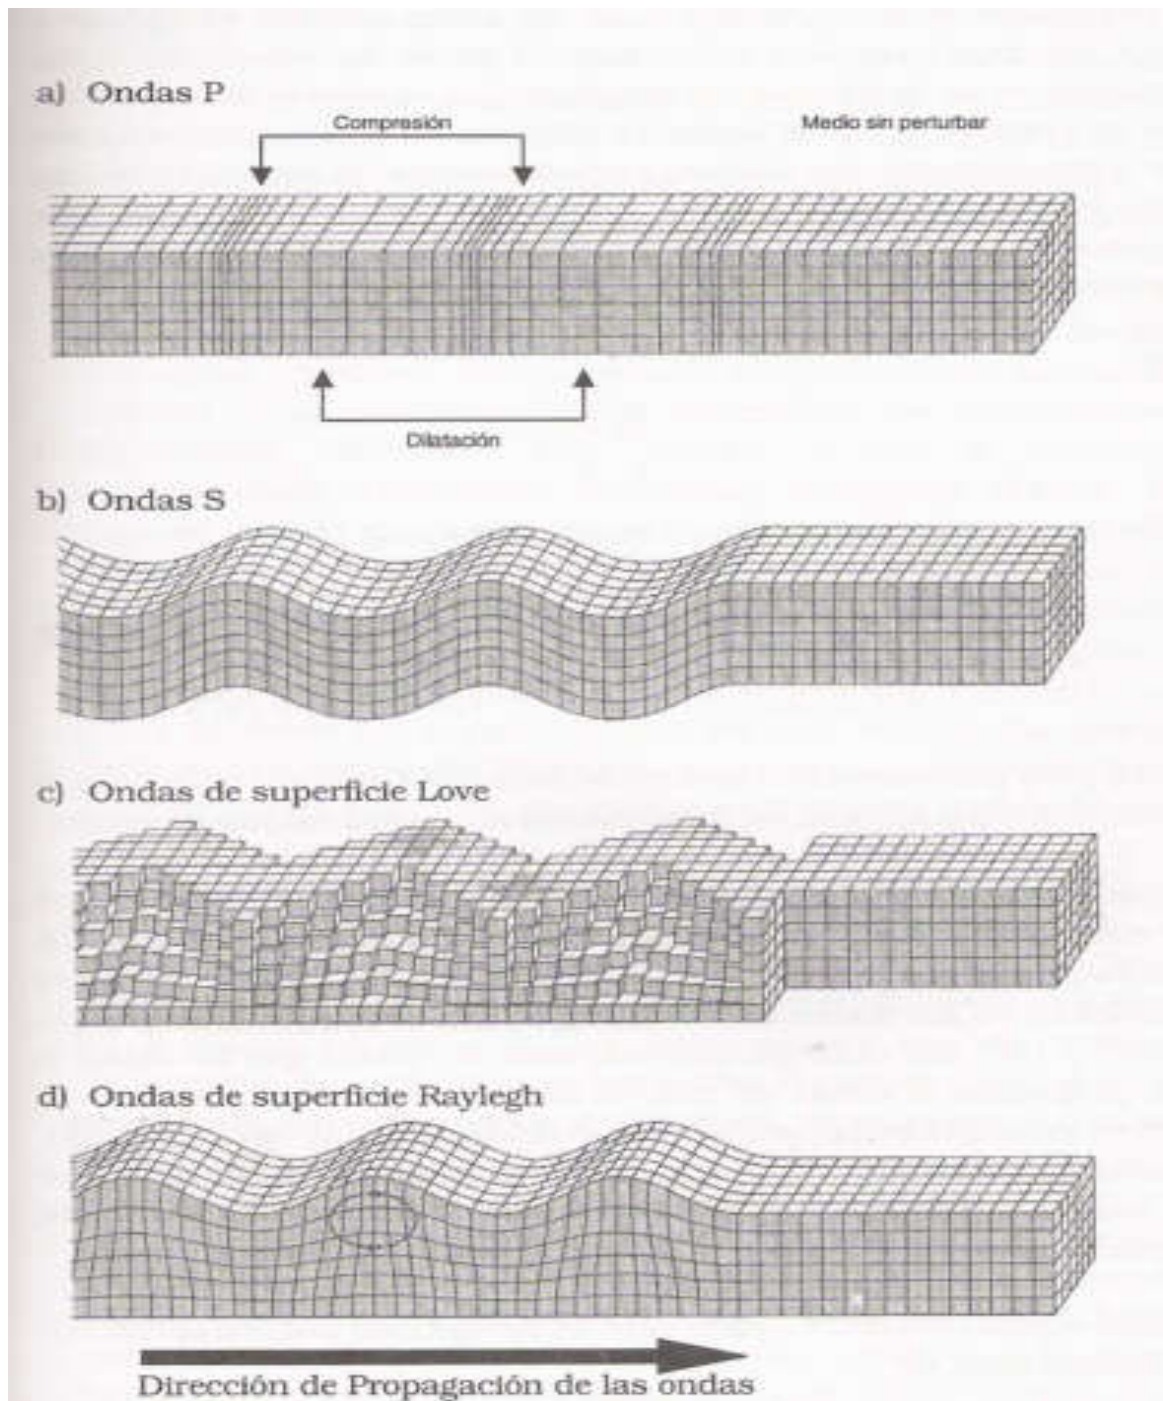 a) Ondas P
Compresión
Medio sin perturbar
Dilatación
b) Ondas S
c) Ondas de superficie Love
d) Ondas de superficie Raylegh
Dirección de Propagación de las ondas